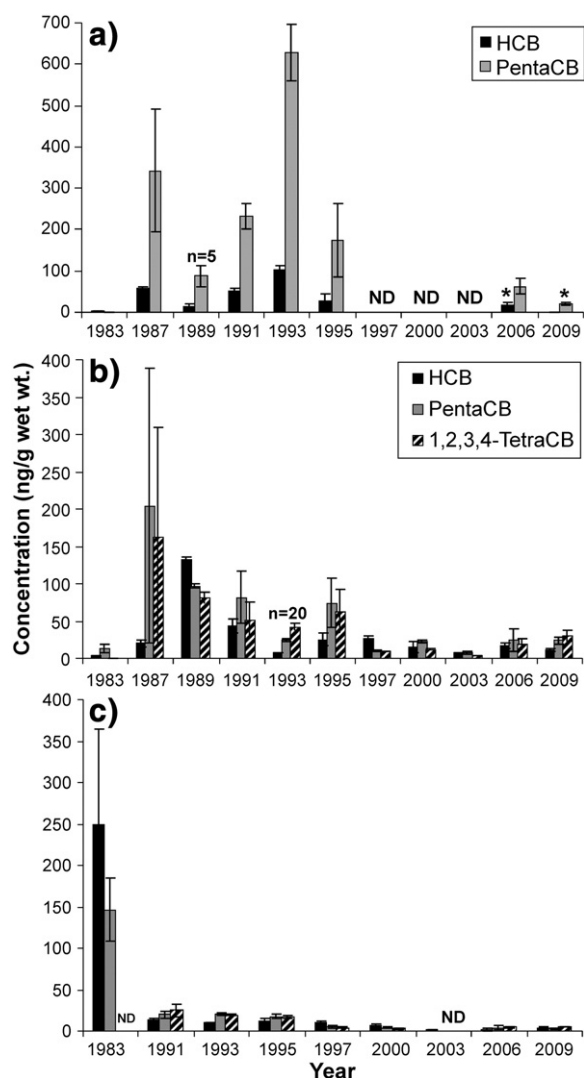 a)
HCB
PentaCB
700
600
500
400
300
200
100
0
n=5
ND ND ND
* *
1983 1987 1989 1991 1993 1995 1997 2000 2003 2006 2009
b)
HCB
PentaCB
1,2,3,4-TetraCB
400
350
300
250
200
150
100
50
0
n=20
1983 1987 1989 1991 1993 1995 1997 2000 2003 2006 2009
Concentration (ng/g wet wt.)
c)
400
350
300
250
200
150
100
50
0
ND
ND
1983 1991 1993 1995 1997 2000 2003 2006 2009
Year